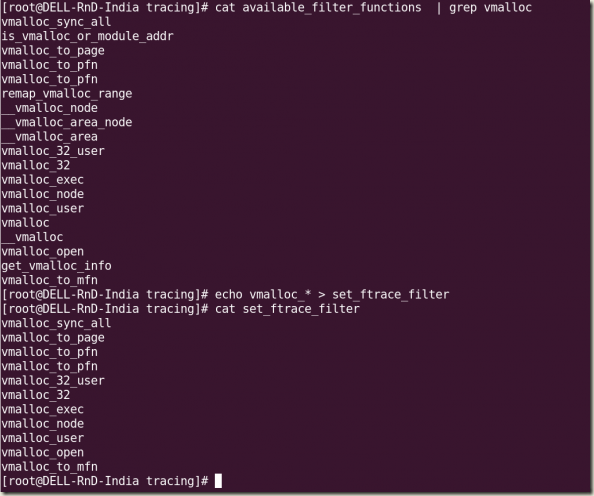 [root@DELL-RnD-India tracing]# cat available_filter_functions  | grep vmalloc
vmalloc_sync_all
is_vmalloc_or_module_addr
vmalloc_to_page
vmalloc_to_pfn
vmalloc_to_pfn
remap_vmalloc_range
__vmalloc_node
__vmalloc_area_node
__vmalloc_area
vmalloc_32_user
vmalloc_32
vmalloc_exec
vmalloc_node
vmalloc_user
vmalloc
__vmalloc
vmalloc_open
get_vmalloc_info
vmalloc_to_mfn
[root@DELL-RnD-India tracing]# echo vmalloc_* > set_ftrace_filter
[root@DELL-RnD-India tracing]# cat set_ftrace_filter
vmalloc_sync_all
vmalloc_to_page
vmalloc_to_pfn
vmalloc_to_pfn
vmalloc_32_user
vmalloc_32
vmalloc_exec
vmalloc_node
vmalloc_user
vmalloc_open
vmalloc_to_mfn
[root@DELL-RnD-India tracing]#